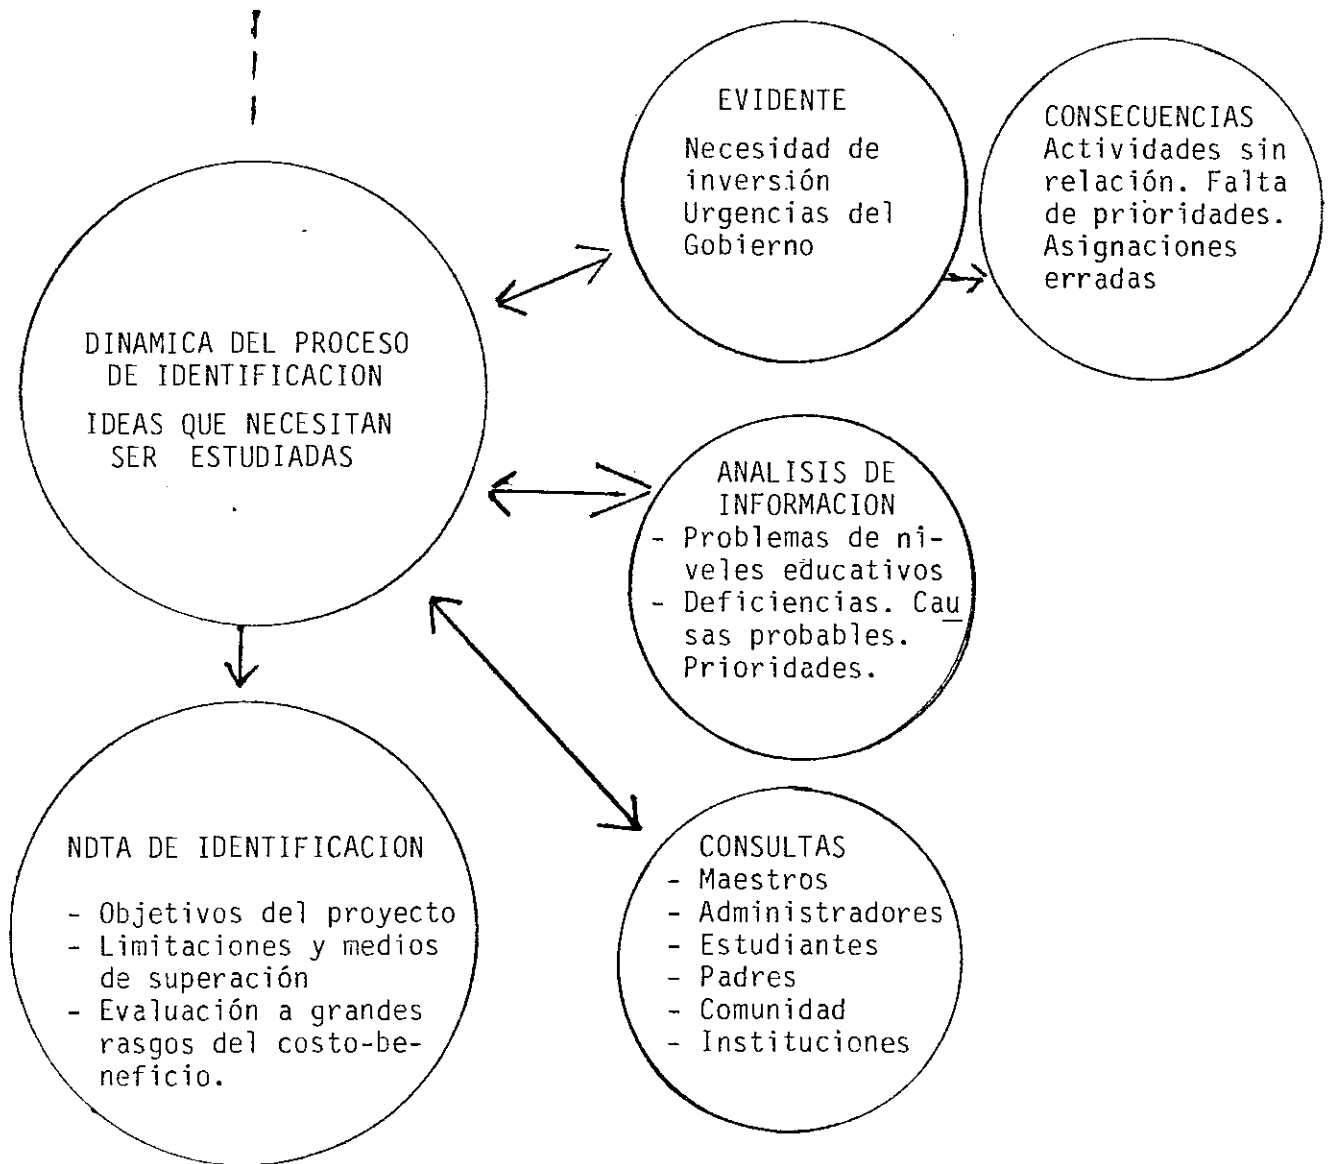 EVIDENTE
Necesidad de
inversión
Urgencias del
Gobierno
CONSECUENCIAS
Actividades sin
relación. Falta
de prioridades.
Asignaciones
erradas
DINAMICA DEL PROCESO
DE IDENTIFICACION
IDEAS QUE NECESITAN
SER ESTUDIADAS
ANALISIS DE
INFORMACION
- Problemas de ni-
veles educativos
- Deficiencias. Cau
sas probables.
Prioridades.
NDTA DE IDENTIFICACION
- Objetivos del proyecto
- Limitaciones y medios
de superación
- Evaluación a grandes
rasgos del costo-be-
neficio.
CONSULTAS
- Maestros
- Administradores
- Estudiantes
- Padres
- Comunidad
- Instituciones